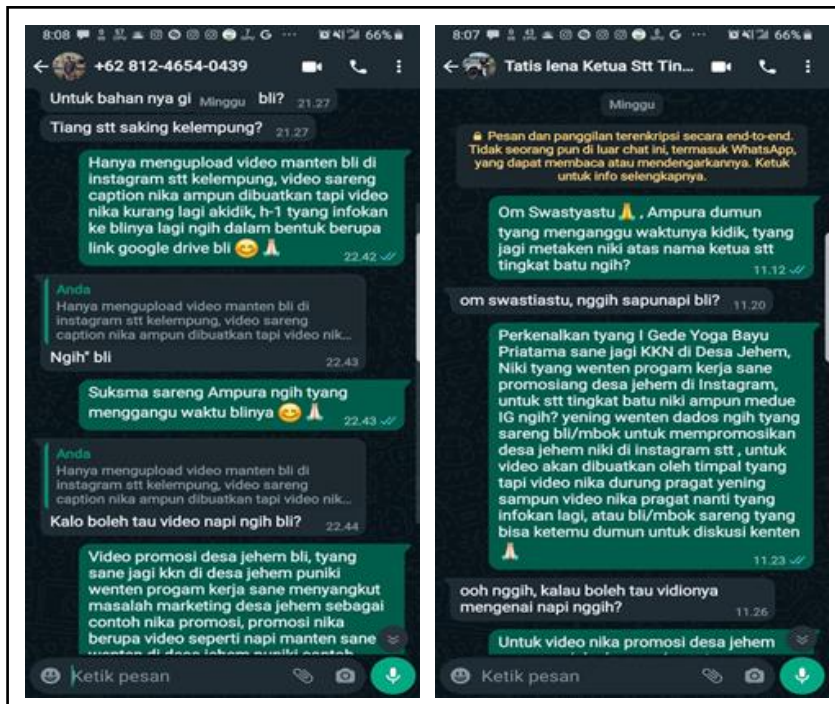 8:08
66%
+62 812-4654-0439
Untuk bahan nya gi Minggu bli? 21.27
Tiang stt saking kelempung? 21.27
Hanya mengupload video manten bli di
instagram stt kelempung, video sareng
caption nika ampun dibuatkan tapi video
nika kurang lagi akidik, h-1 tyang infokan
ke blinya lagi ngih dalam bentuk berupa
link google drive bli 😊🙏
22.42
Anda
Hanya mengupload video manten bli di
instagram stt kelempung, video sareng
caption nika ampun dibuatkan tapi video nik...
Ngih" bli
22.43
Suksma sareng Ampura ngih tyang
menggangu waktu blinya 😊🙏
22.43
Anda
Hanya mengupload video manten bli di
instagram stt kelempung, video sareng
caption nika ampun dibuatkan tapi video nik...
Kalo boleh tau video napi ngih bli?
22.44
Video promosi desa jehem bli, tyang
sane jagi kkn di desa jehem puniki
wenten progam kerja sane menyangkut
masalah marketing desa jehem sebagai
contoh nika promosi, promosi nika
berupa video seperti napi manten sane
wenten di desa jehem puniki contoh
Ketik pesan
8:07
66%
Tatis lena Ketua Stt Tin...
Minggu
Pesan dan panggilan terenkripsi secara end-to-end.
Tidak seorang pun di luar chat ini, termasuk WhatsApp,
yang dapat membaca atau mendengarkannya. Ketuk
untuk info selengkapnya.
Om Swastyastu🙏, Ampura dumun
tyang menganggu waktunya kidik, tyang
jagi metaken niki atas nama ketua stt
tingkat batu ngih?
11.12
om swastiastu, nggih sapunapi bli? 11.20
Perkenalkan tyang I Gede Yoga Bayu
Priatama sane jagi KKN di Desa Jehem,
Niki tyang wenten progam kerja sane
promosiang desa jehem di Instagram,
untuk stt tingkat batu niki ampun medue
IG ngih? yening wenten dados ngih tyang
sareng bli/mbok untuk mempromosikan
desa jehem niki di instagram stt , untuk
video akan dibuatkan oleh timpal tyang
tapi video nika durung pragat yening
sampun video nika pragat nanti tyang
infokan lagi, atau bli/mbok sareng tyang
bisa ketemu dumun untuk diskusi kenten
🙏
11.23
ooh nggih, kalau boleh tau vidionya
mengenai napi nggih?
11.26
Untuk video nika promosi desa jehem
Ketik pesan